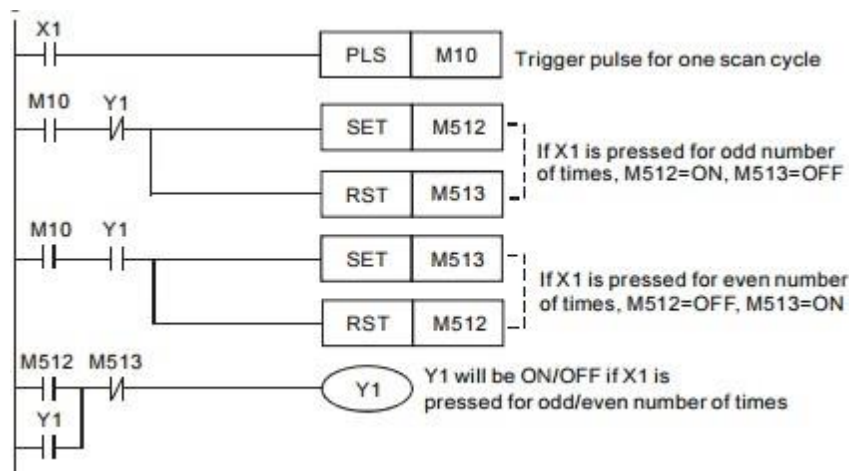 X1
PLS M10 Trigger pulse for one scan cycle
M10 Y1
SET M512
If X1 is pressed for odd number
of times, M512=ON, M513=OFF
RST M513
M10 Y1
SET M513
If X1 is pressed for even number
of times, M512=OFF, M513=ON
RST M512
M512 M513
Y1
Y1 will be ON/OFF if X1 is
pressed for odd/even number of times
Y1